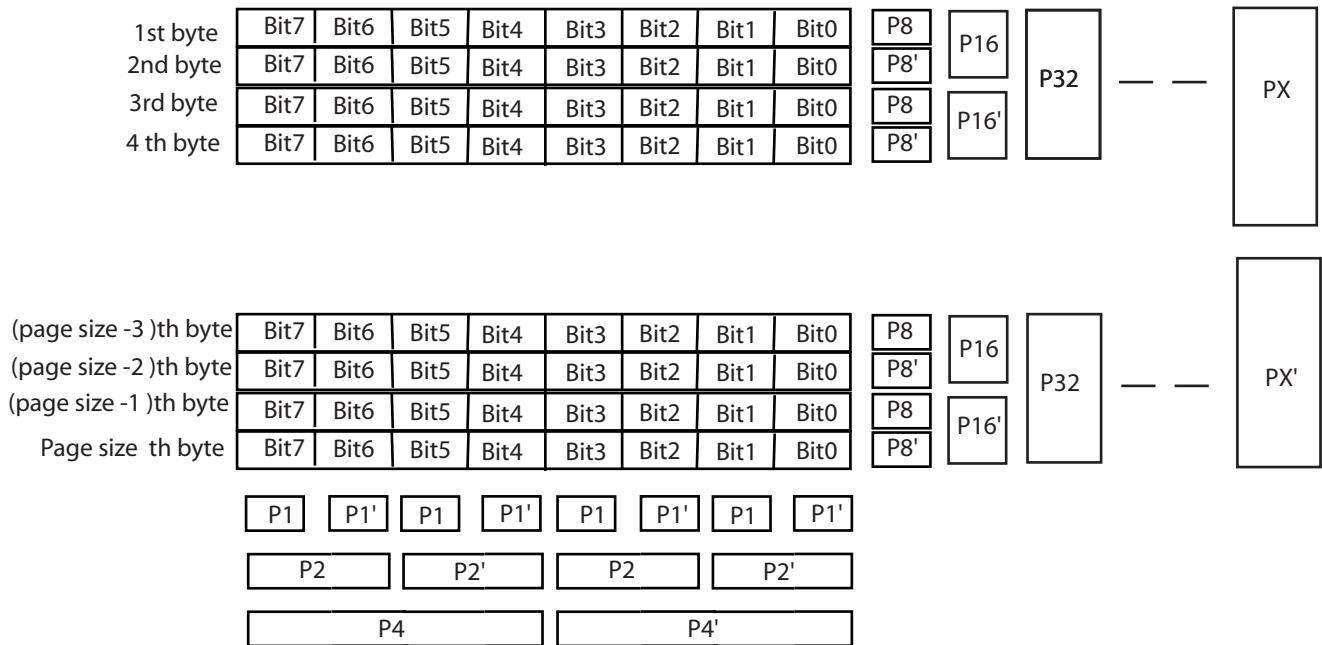 1st byte Bit7 Bit6 Bit5 Bit4 Bit3 Bit2 Bit1 Bit0 P8 P16 P32 — — PX
2nd byte Bit7 Bit6 Bit5 Bit4 Bit3 Bit2 Bit1 Bit0 P8'
3rd byte Bit7 Bit6 Bit5 Bit4 Bit3 Bit2 Bit1 Bit0 P8 P16'
4 th byte Bit7 Bit6 Bit5 Bit4 Bit3 Bit2 Bit1 Bit0 P8'
(page size -3 )th byte Bit7 Bit6 Bit5 Bit4 Bit3 Bit2 Bit1 Bit0 P8 P16 P32 — — PX'
(page size -2 )th byte Bit7 Bit6 Bit5 Bit4 Bit3 Bit2 Bit1 Bit0 P8'
(page size -1 )th byte Bit7 Bit6 Bit5 Bit4 Bit3 Bit2 Bit1 Bit0 P8 P16'
Page size th byte Bit7 Bit6 Bit5 Bit4 Bit3 Bit2 Bit1 Bit0 P8'
P1 P1' P1 P1' P1 P1' P1 P1'
P2 P2' P2 P2'
P4 P4'